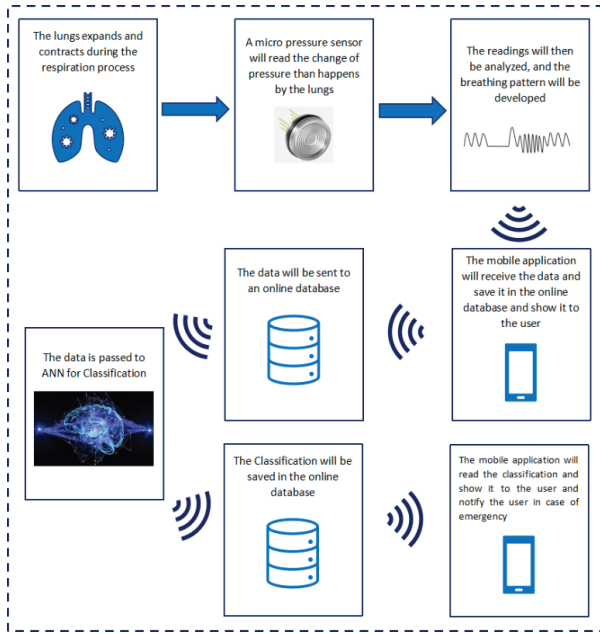 The lungs expands and
contracts during the
respiration process
A micro pressure sensor
will read the change of
pressure than happens
by the lungs
The readings will then
be analyzed, and the
breathing pattern will be
developed
The mobile application
will receive the data and
save it in the online
database and show it to
the user
The data will be sent to
an online database
The data is passed to
ANN for Classification
The Classification will be
saved in the online
database
The mobile application will
read the classification and
show it to the user and
notify the user in case of
emergency